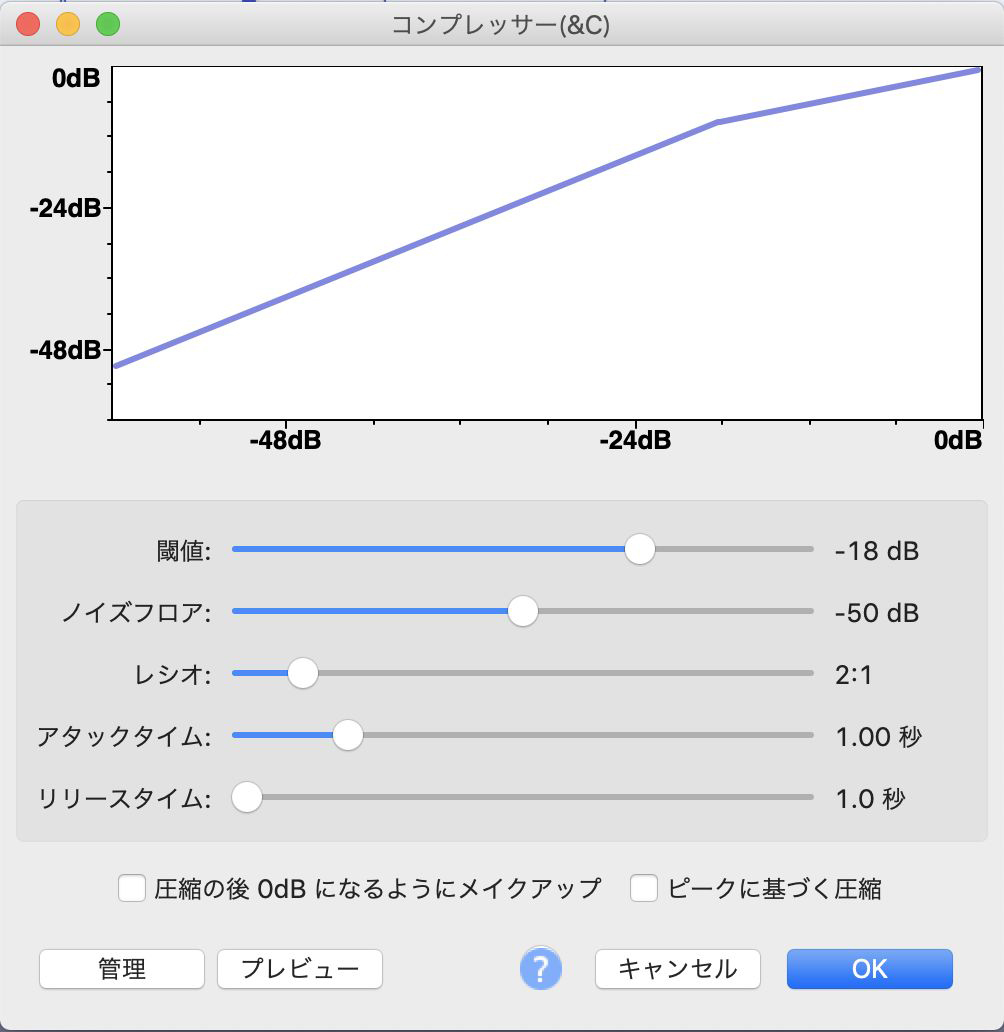 コンプレッサー(&C)
0dB
-24dB
-48dB
-48dB -24dB 0dB
閾値: -18 dB
ノイズフロア: -50 dB
レシオ: 2:1
アタックタイム: 1.00 秒
リリースタイム: 1.0 秒
圧縮の後 0dB になるようにメイクアップ ピークに基づく圧縮
管理 プレビュー ? キャンセル OK